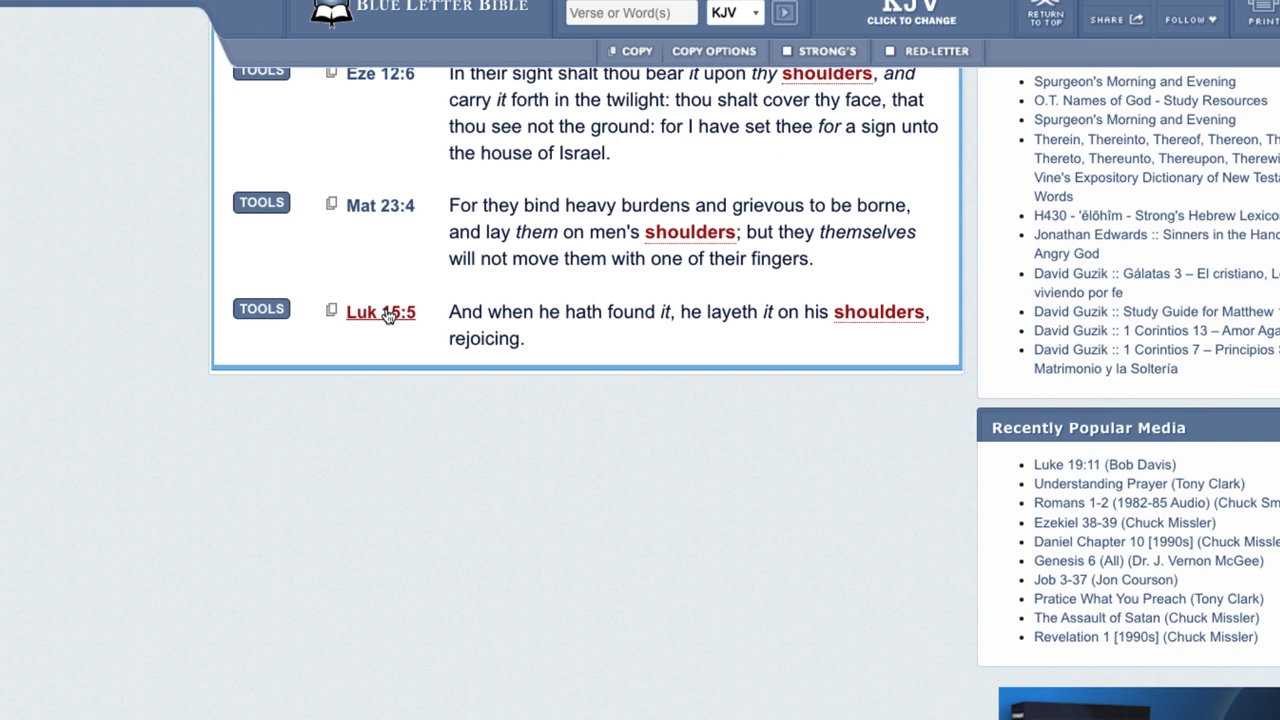 BLUE LETTER BIBLE
Verse or Word(s)
KJV
KJV
CLICK TO CHANGE
RETURN
TO TOP
SHARE
FOLLOW
PRINT
COPY
COPY OPTIONS
STRONG'S
RED-LETTER
TOOLS
Eze 12:6
In their sight shalt thou bear it upon thy shoulders, and
carry it forth in the twilight: thou shalt cover thy face, that
thou see not the ground: for I have set thee for a sign unto
the house of Israel.
TOOLS
Mat 23:4
For they bind heavy burdens and grievous to be borne,
and lay them on men's shoulders; but they themselves
will not move them with one of their fingers.
TOOLS
Luk 15:5
And when he hath found it, he layeth it on his shoulders,
rejoicing.
Spurgeon's Morning and Evening
O.T. Names of God - Study Resources
Spurgeon's Morning and Evening
Therein, Thereinto, Thereof, Thereon, Th
Thereto, Thereunto, Thereupon, Therewi
Vine's Expository Dictionary of New Testa
Words
H430 - 'ĕlōhîm - Strong's Hebrew Lexico
Jonathan Edwards :: Sinners in the Hand
Angry God
David Guzik :: Gálatas 3 – El cristiano, L
viviendo por fe
David Guzik :: Study Guide for Matthew
David Guzik :: 1 Corintios 13 – Amor Aga
David Guzik :: 1 Corintios 7 – Principios
Matrimonio y la Soltería
Recently Popular Media
Luke 19:11 (Bob Davis)
Understanding Prayer (Tony Clark)
Romans 1-2 (1982-85 Audio) (Chuck Sm
Ezekiel 38-39 (Chuck Missler)
Daniel Chapter 10 [1990s] (Chuck Missle
Genesis 6 (All) (Dr. J. Vernon McGee)
Job 3-37 (Jon Courson)
Pratice What You Preach (Tony Clark)
The Assault of Satan (Chuck Missler)
Revelation 1 [1990s] (Chuck Missler)